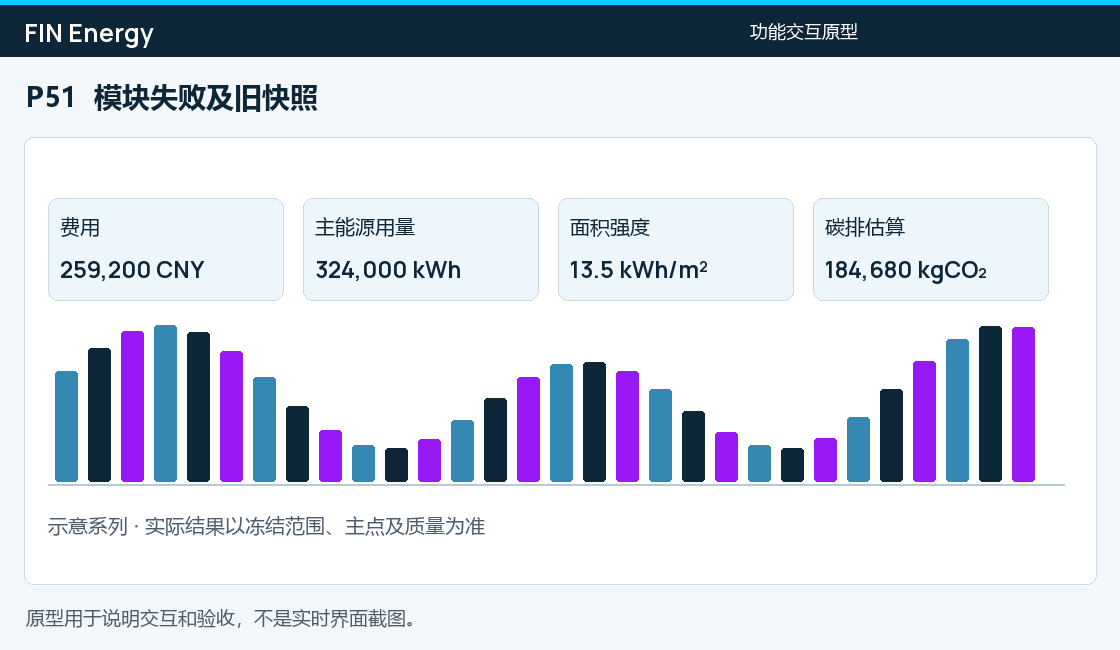 FIN Energy
功能交互原型
P51 模块失败及旧快照
费用
259,200 CNY
主能源用量
324,000 kWh
面积强度
13.5 kWh/m²
碳排估算
184,680 kgCO₂
示意系列 · 实际结果以冻结范围、主点及质量为准
原型用于说明交互和验收，不是实时界面截图。